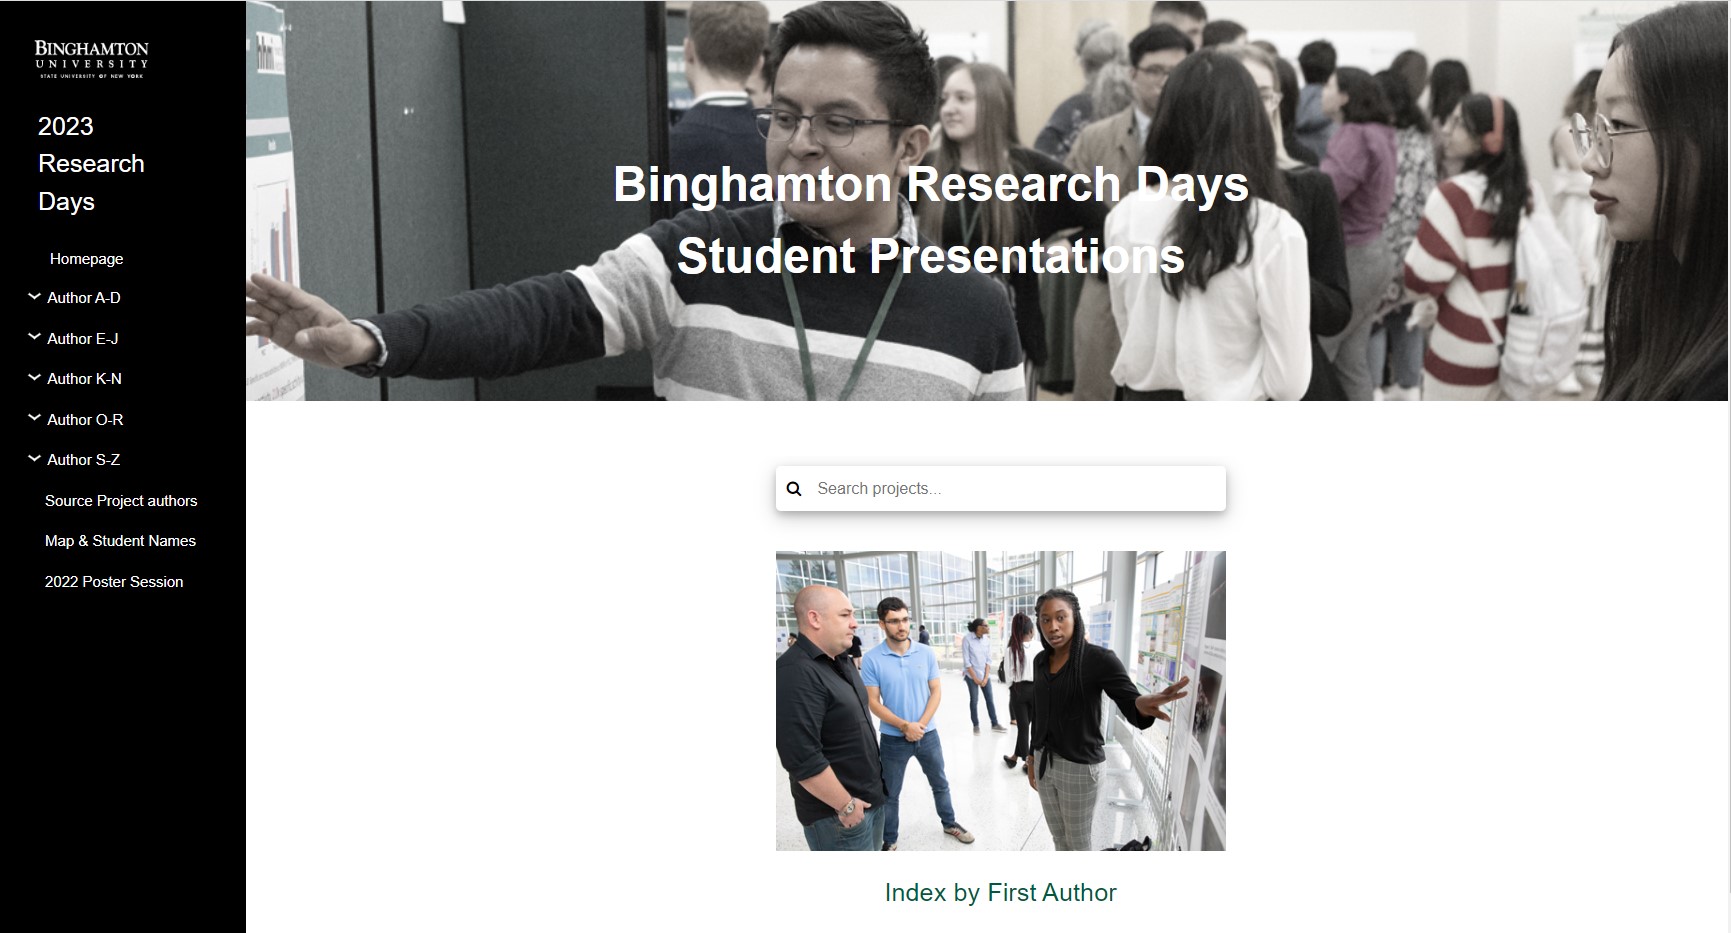 BINGHAMTON
UNIVERSITY
STATE UNIVERSITY OF NEW YORK
2023
Research
Days
Homepage
Author A-D
Author E-J
Author K-N
Author O-R
Author S-Z
Source Project authors
Map & Student Names
2022 Poster Session
Binghamton Research Days
Student Presentations
Search projects...
Index by First Author